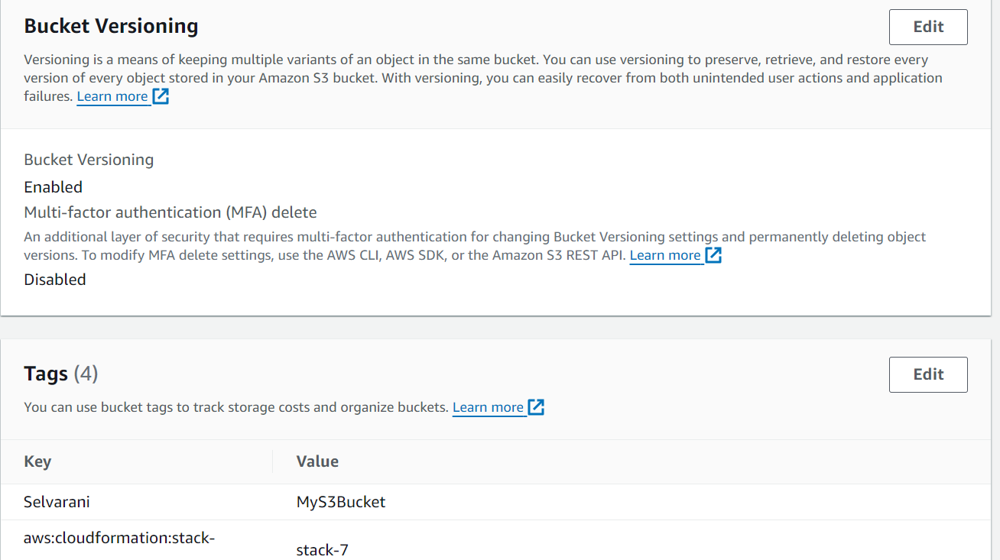 Bucket Versioning
Edit
Versioning is a means of keeping multiple variants of an object in the same bucket. You can use versioning to preserve, retrieve, and restore every
version of every object stored in your Amazon S3 bucket. With versioning, you can easily recover from both unintended user actions and application
failures. Learn more
Bucket Versioning
Enabled
Multi-factor authentication (MFA) delete
An additional layer of security that requires multi-factor authentication for changing Bucket Versioning settings and permanently deleting object
versions. To modify MFA delete settings, use the AWS CLI, AWS SDK, or the Amazon S3 REST API. Learn more
Disabled
Tags (4)
Edit
You can use bucket tags to track storage costs and organize buckets. Learn more
Key Value
Selvarani MyS3Bucket
aws:cloudformation:stack-
stack-7